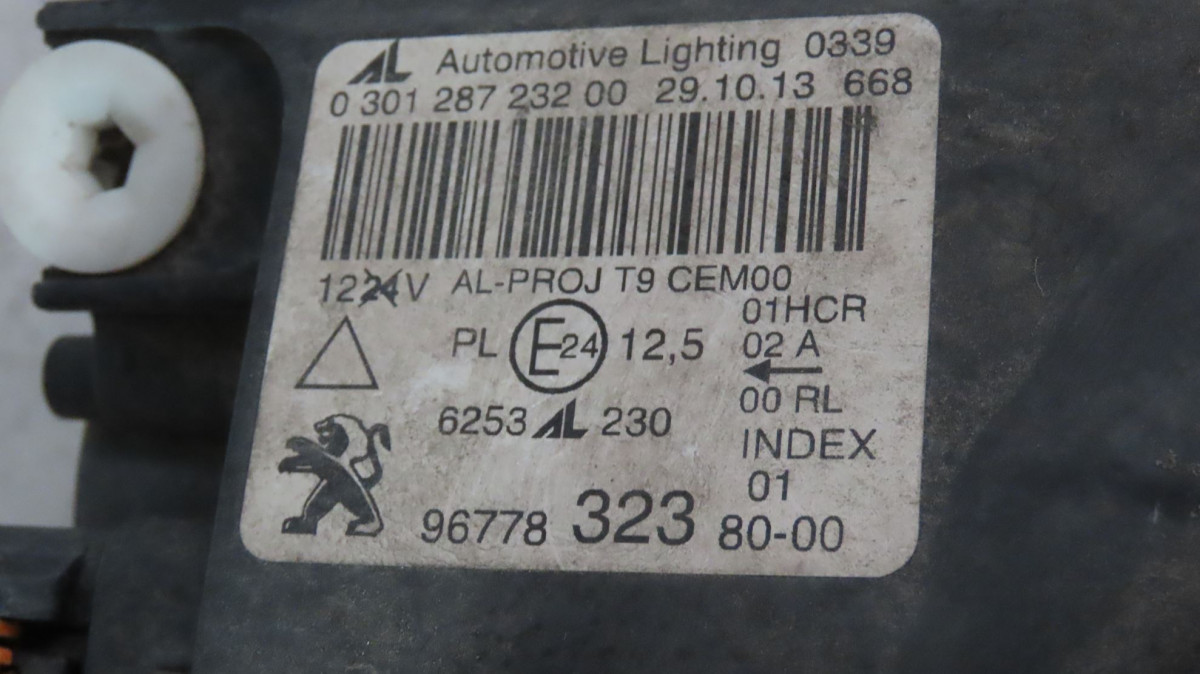 AL Automotive Lighting 0339
0 301 287 232 00 29.10.13 668
1224V AL-PROJ T9 CEM00
01HCR
PL E24 12,5 02 A
00 RL
6253 AL 230
INDEX
01
96778 323 80-00